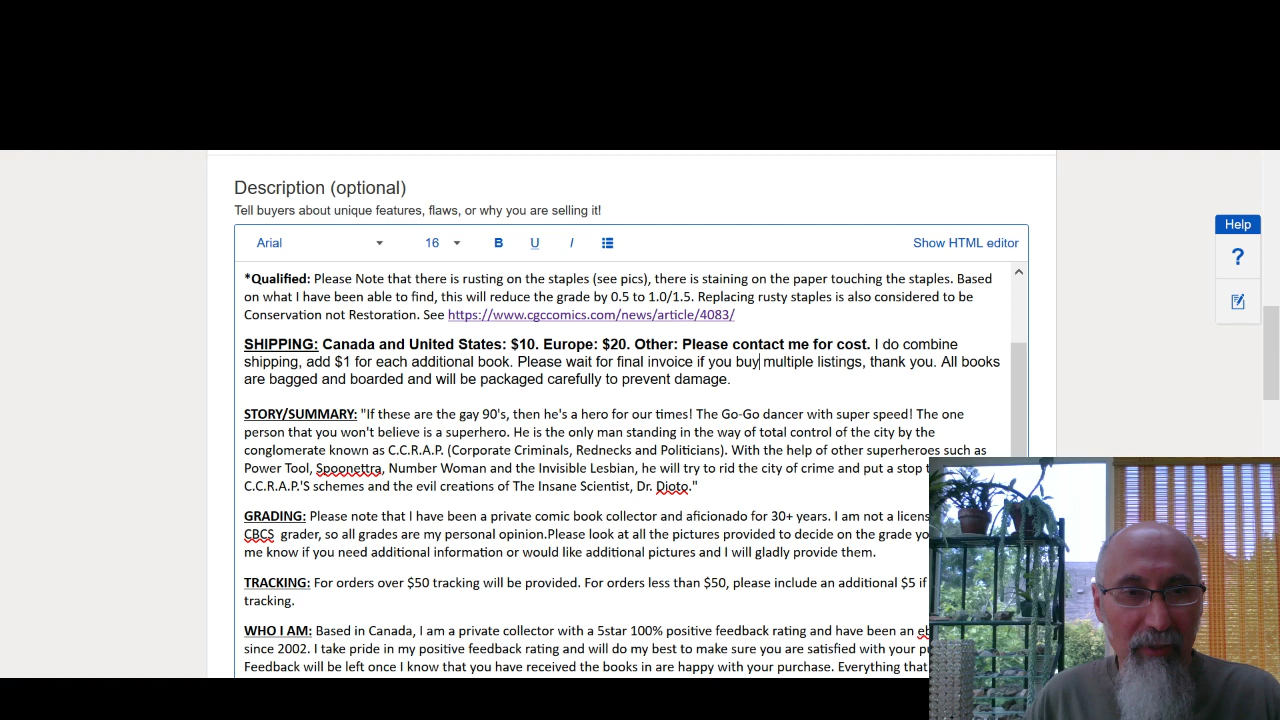 Description (optional)
Tell buyers about unique features, flaws, or why you are selling it!
Help
Arial 16 B U I Show HTML editor
?
*Qualified: Please Note that there is rusting on the staples (see pics), there is staining on the paper touching the staples. Based
on what I have been able to find, this will reduce the grade by 0.5 to 1.0/1.5. Replacing rusty staples is also considered to be
Conservation not Restoration. See https://www.cgccomics.com/news/article/4083/
SHIPPING: Canada and United States: $10. Europe: $20. Other: Please contact me for cost. I do combine
shipping, add $1 for each additional book. Please wait for final invoice if you buy multiple listings, thank you. All books
are bagged and boarded and will be packaged carefully to prevent damage.
STORY/SUMMARY: "If these are the gay 90's, then he's a hero for our times! The Go-Go dancer with super speed! The one
person that you won't believe is a superhero. He is the only man standing in the way of total control of the city by the
conglomerate known as C.C.R.A.P. (Corporate Criminals, Rednecks and Politicians). With the help of other superheroes such as
Power Tool, Spoonettra, Number Woman and the Invisible Lesbian, he will try to rid the city of crime and put a stop
C.C.R.A.P.'S schemes and the evil creations of The Insane Scientist, Dr. Djoto."
GRADING: Please note that I have been a private comic book collector and aficionado for 30+ years. I am not a licens
CBCS grader, so all grades are my personal opinion.Please look at all the pictures provided to decide on the grade yo
me know if you need additional information or would like additional pictures and I will gladly provide them.
TRACKING: For orders over $50 tracking will be provided. For orders less than $50, please include an additional $5 if
tracking.
WHO I AM: Based in Canada, I am a private collector with a 5star 100% positive feedback rating and have been an eb
since 2002. I take pride in my positive feedback rating and will do my best to make sure you are satisfied with your p
Feedback will be left once I know that you have received the books in are happy with your purchase. Everything that